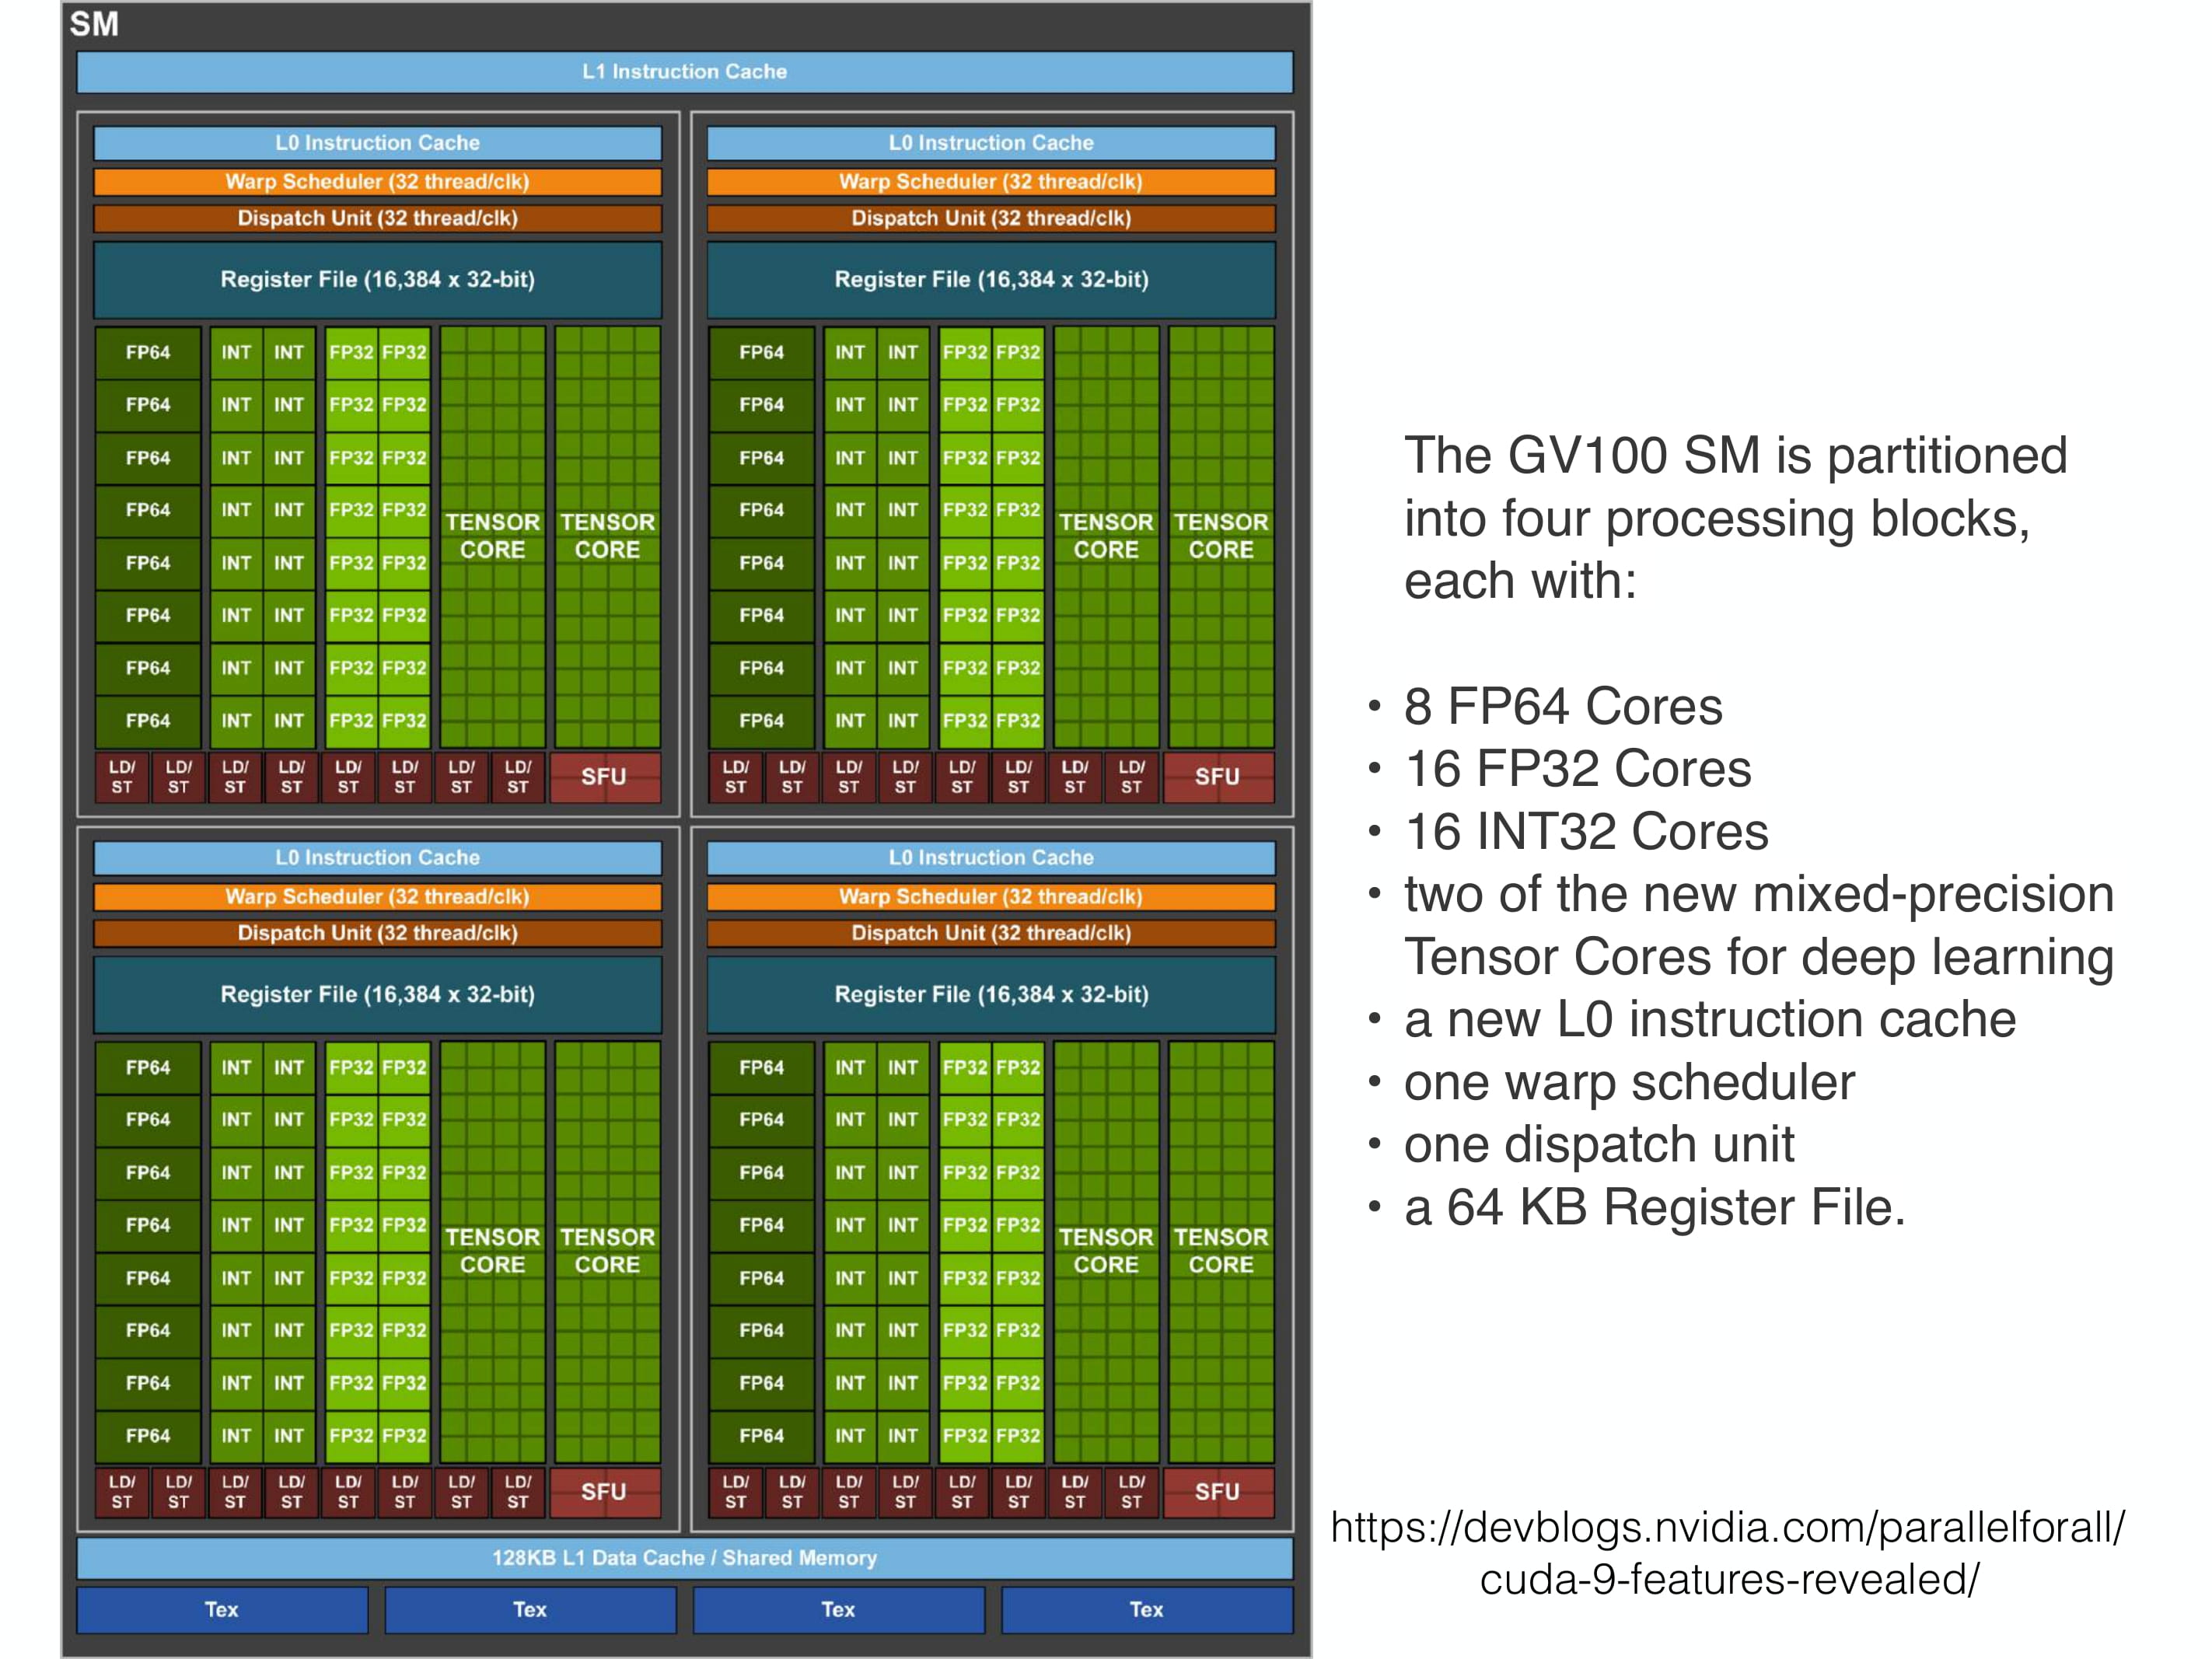 SM
L1 Instruction Cache
L0 Instruction Cache
Warp Scheduler (32 thread/clk)
Dispatch Unit (32 thread/clk)
Register File (16,384 x 32-bit)
FP64 INT INT FP32 FP32
FP64 INT INT FP32 FP32
FP64 INT INT FP32 FP32
FP64 INT INT FP32 FP32
TENSOR TENSOR
CORE CORE
FP64 INT INT FP32 FP32
FP64 INT INT FP32 FP32
FP64 INT INT FP32 FP32
FP64 INT INT FP32 FP32
LD/ LD/ LD/ LD/ LD/ LD/ LD/ LD/
ST ST ST ST ST ST ST ST
SFU
L0 Instruction Cache
Warp Scheduler (32 thread/clk)
Dispatch Unit (32 thread/clk)
Register File (16,384 x 32-bit)
FP64 INT INT FP32 FP32
FP64 INT INT FP32 FP32
FP64 INT INT FP32 FP32
FP64 INT INT FP32 FP32
TENSOR TENSOR
CORE CORE
FP64 INT INT FP32 FP32
FP64 INT INT FP32 FP32
FP64 INT INT FP32 FP32
FP64 INT INT FP32 FP32
LD/ LD/ LD/ LD/ LD/ LD/ LD/ LD/
ST ST ST ST ST ST ST ST
SFU
L0 Instruction Cache
Warp Scheduler (32 thread/clk)
Dispatch Unit (32 thread/clk)
Register File (16,384 x 32-bit)
FP64 INT INT FP32 FP32
FP64 INT INT FP32 FP32
FP64 INT INT FP32 FP32
FP64 INT INT FP32 FP32
TENSOR TENSOR
CORE CORE
FP64 INT INT FP32 FP32
FP64 INT INT FP32 FP32
FP64 INT INT FP32 FP32
FP64 INT INT FP32 FP32
LD/ LD/ LD/ LD/ LD/ LD/ LD/ LD/
ST ST ST ST ST ST ST ST
SFU
L0 Instruction Cache
Warp Scheduler (32 thread/clk)
Dispatch Unit (32 thread/clk)
Register File (16,384 x 32-bit)
FP64 INT INT FP32 FP32
FP64 INT INT FP32 FP32
FP64 INT INT FP32 FP32
FP64 INT INT FP32 FP32
TENSOR TENSOR
CORE CORE
FP64 INT INT FP32 FP32
FP64 INT INT FP32 FP32
FP64 INT INT FP32 FP32
FP64 INT INT FP32 FP32
LD/ LD/ LD/ LD/ LD/ LD/ LD/ LD/
ST ST ST ST ST ST ST ST
SFU
128KB L1 Data Cache / Shared Memory
Tex Tex Tex Tex
The GV100 SM is partitioned
into four processing blocks,
each with:
• 8 FP64 Cores
• 16 FP32 Cores
• 16 INT32 Cores
• two of the new mixed-precision
Tensor Cores for deep learning
• a new L0 instruction cache
• one warp scheduler
• one dispatch unit
• a 64 KB Register File.
https://devblogs.nvidia.com/parallelforall/
cuda-9-features-revealed/